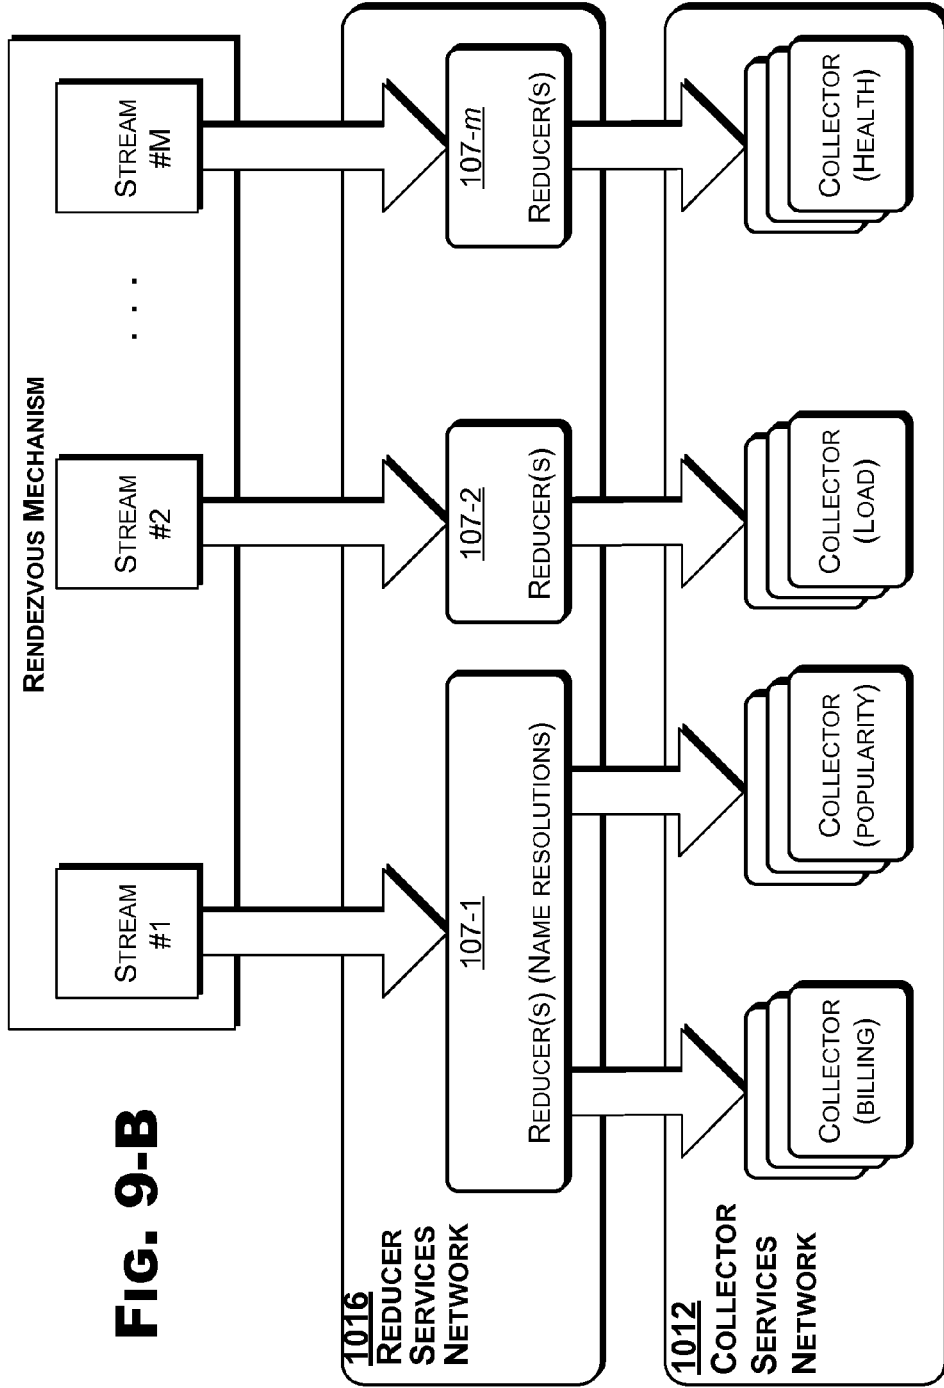 FIG. 9-B
RENDEZVOUS MECHANISM
STREAM
#1
STREAM
#2
. . .
STREAM
#M
1016
REDUCER
SERVICES
NETWORK
107-1
REDUCER(S) (NAME RESOLUTIONS)
107-2
REDUCER(S)
107-m
REDUCER(S)
1012
COLLECTOR
SERVICES
NETWORK
COLLECTOR
(BILLING)
COLLECTOR
(POPULARITY)
COLLECTOR
(LOAD)
COLLECTOR
(HEALTH)